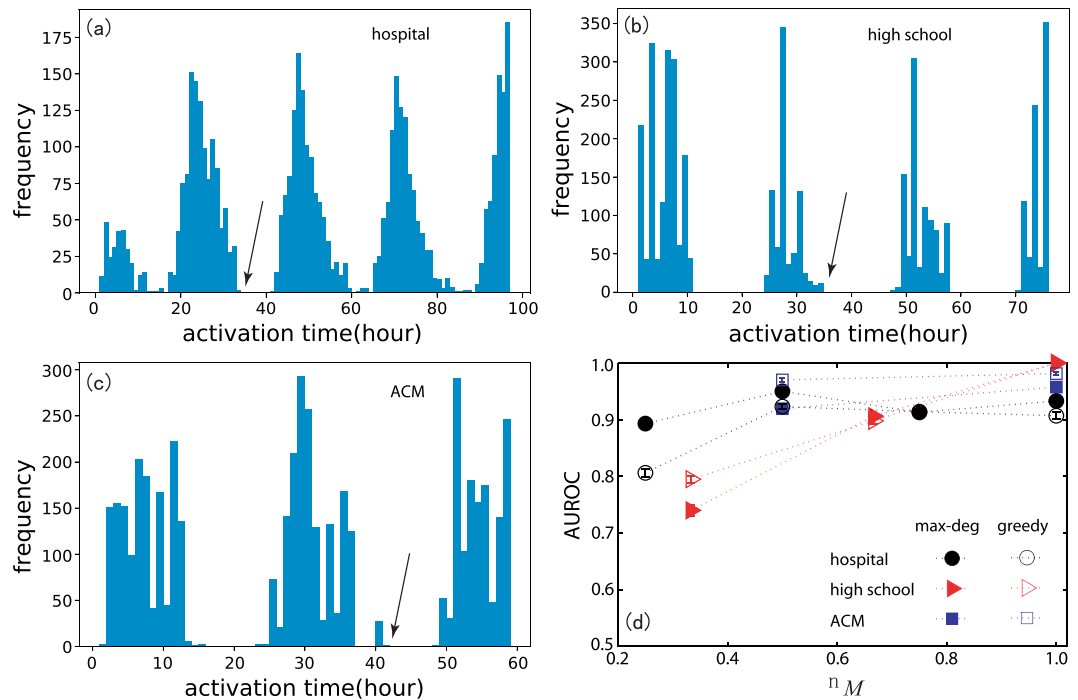 (a)
hospital
frequency
175
150
125
100
75
50
25
0
0 20 40 60 80 100
activation time(hour)
(b)
high school
frequency
350
300
250
200
150
100
50
0
0 10 20 30 40 50 60 70
activation time(hour)
(c)
ACM
frequency
300
250
200
150
100
50
0
0 10 20 30 40 50 60
activation time(hour)
1.0
0.9
0.8
0.7
0.6
0.5
AUROC
max-deg greedy
hospital
high school
ACM
(d)
0.2 0.4 0.6 0.8 1.0
n M